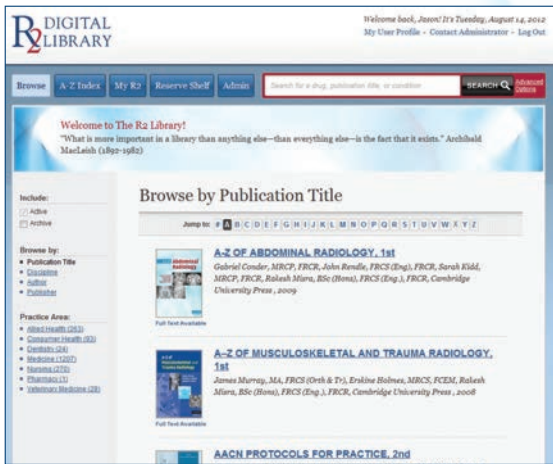 R2 DIGITAL LIBRARY
Welcome back, Jason! It's Tuesday, August 14, 2012
My User Profile - Contact Administrator - Log Out
Browse
A-Z Index
My R2
Reserve Shelf
Admin
Search for a drug, publication title, or condition
SEARCH
Advanced Options
Welcome to The R2 Library!
"What is more important in a library than anything else—than everything else—is the fact that it exists." Archibald
MacLeish (1892-1982)
Include:
Active
Archive
Browse by:
Publication Title
Discipline
Author
Publisher
Practice Area:
Allied Health (263)
Consumer Health (93)
Dentistry (24)
Medicine (1207)
Nursing (270)
Pharmacy (1)
Veterinary Medicine (28)
Browse by Publication Title
Jump to: # A B C D E F G H I J K L M N O P Q R S T U V W X Y Z
Abdominal Radiology
Full Text Available
A-Z OF ABDOMINAL RADIOLOGY, 1st
Gabriel Conder, MRCP, FRCR, John Rendle, FRCS (Eng), FRCR, Sarah Kidd,
MRCP, FRCR, Rakesh Misra, BSc (Hons), FRCS (Eng.), FRCR, Cambridge
University Press , 2009
Full Text Available
A–Z OF MUSCULOSKELETAL AND TRAUMA RADIOLOGY,
1st
James Murray, MA, FRCS (Orth & Tr), Erskine Holmes, MRCS, FCEM, Rakesh
Misra, BSc (Hons), FRCS (Eng.), FRCR, Cambridge University Press , 2008
AACN PROTOCOLS FOR PRACTICE, 2nd